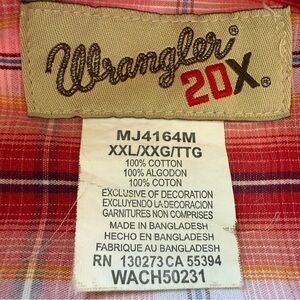 Wrangler®
20X®
MJ4164M
XXL/XXG/TTG
100% COTTON
100% ALGODON
100% COTON
EXCLUSIVE OF DECORATION
EXCLUYENDO LA DECORACION
GARNITURES NON COMPRISES
MADE IN BANGLADESH
HECHO EN BANGLADESH
FABRIQUE AU BANGLADESH
RN 130273 CA 55394
WACH50231